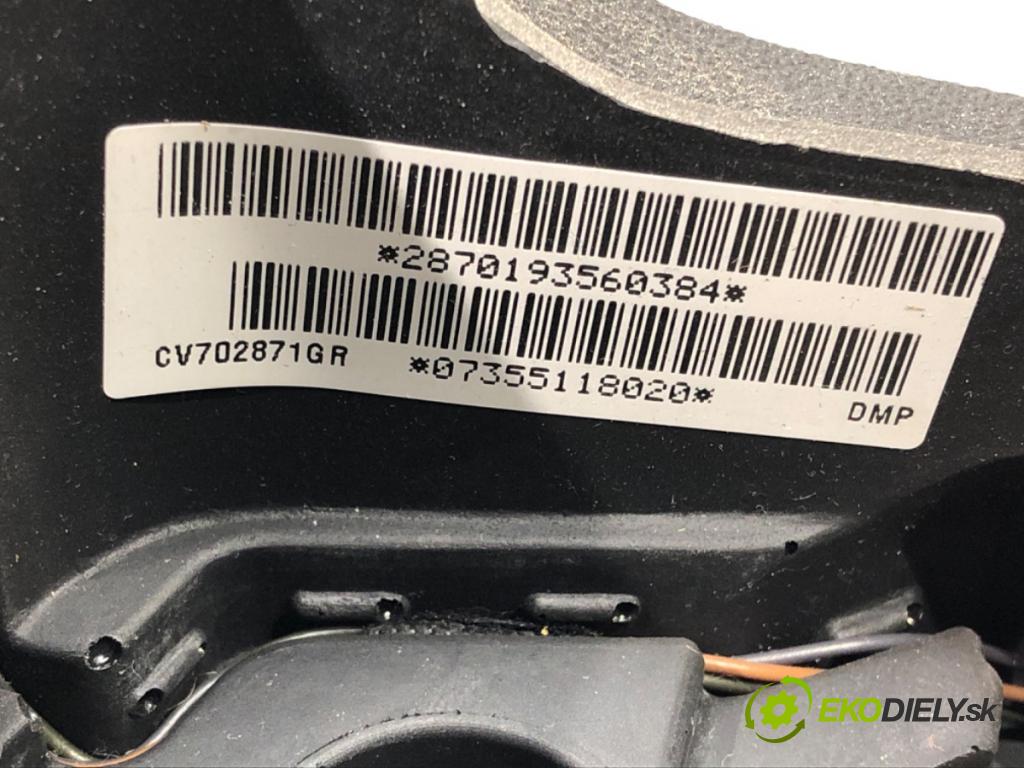 *2870193560384*
CV702871GR
*07355118020*
DMP
EKODIELY.sk